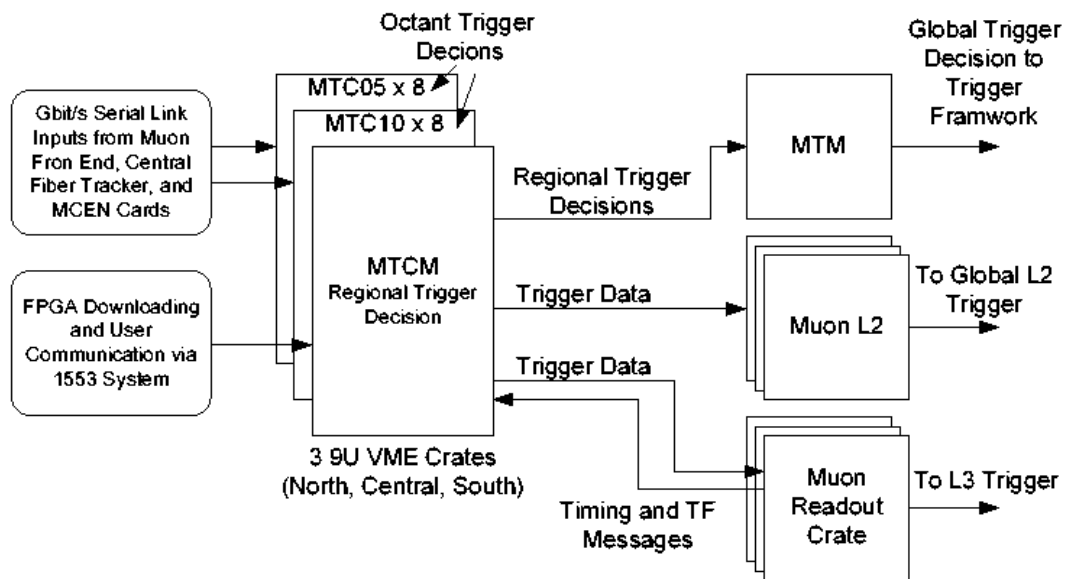 Octant Trigger
Decions
MTC05 x 8
MTC10 x 8
Gbit/s Serial Link
Inputs from Muon
Fron End, Central
Fiber Tracker, and
MCEN Cards
FPGA Downloading
and User
Communication via
1553 System
MTCM
Regional Trigger
Decision
3 9U VME Crates
(North, Central, South)
Regional Trigger
Decisions
Trigger Data
Trigger Data
Timing and TF
Messages
MTM
Global Trigger
Decision to
Trigger
Framwork
Muon L2
To Global L2
Trigger
Muon
Readout
Crate
To L3 Trigger